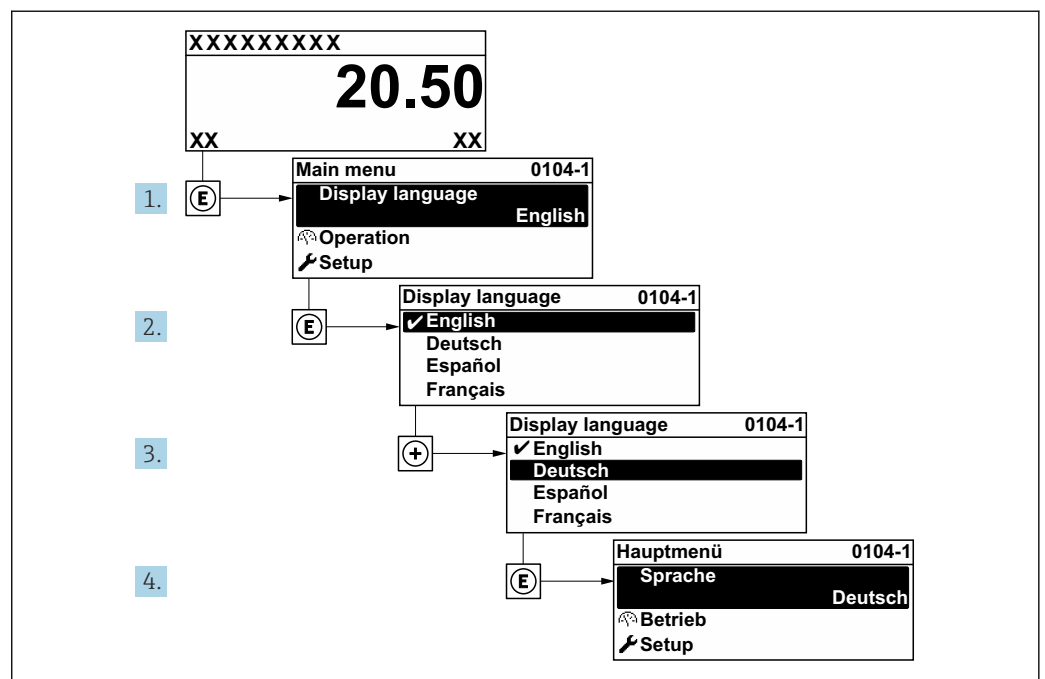 XXXXXXXXX
20.50
XX XX
1. E
Main menu 0104-1
Display language
English
Operation
Setup
2. E
Display language 0104-1
✔English
Deutsch
Español
Français
3. +
Display language 0104-1
✔English
Deutsch
Español
Français
4. E
Hauptmenü 0104-1
Sprache
Deutsch
Betrieb
Setup